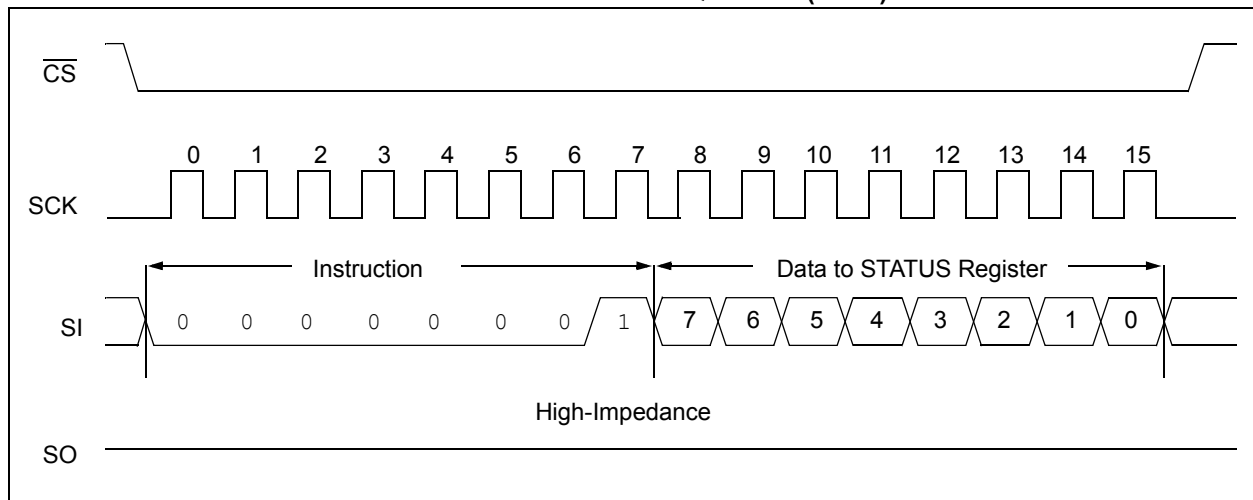 CS
0 1 2 3 4 5 6 7 8 9 10 11 12 13 14 15
SCK
Instruction Data to STATUS Register
SI 0 0 0 0 0 0 0 1 7 6 5 4 3 2 1 0
High-Impedance
SO